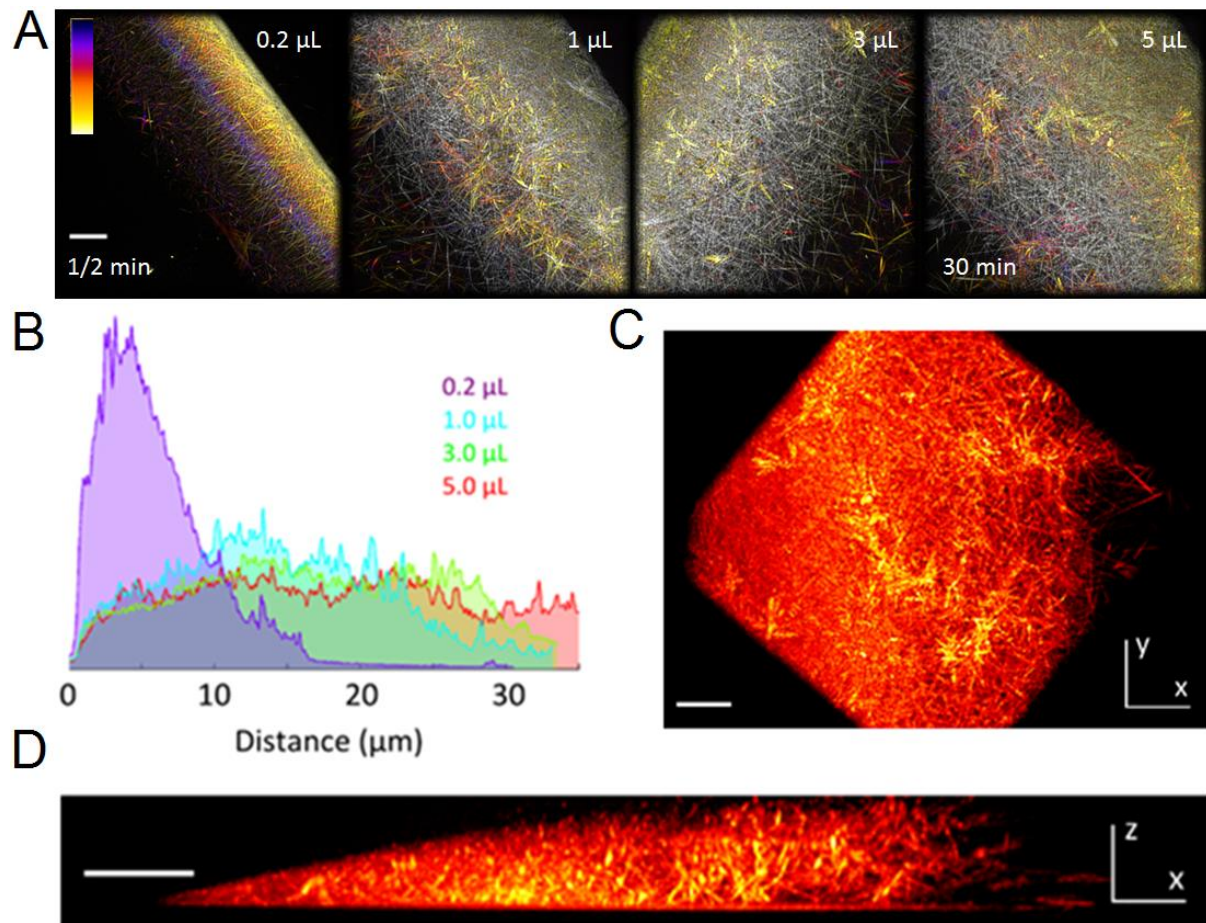 A
0.2 µL
1 µL
3 µL
5 µL
1/2 min
30 min
B
0.2 µL
1.0 µL
3.0 µL
5.0 µL
0 10 20 30
Distance (µm)
C
y
x
D
z
x